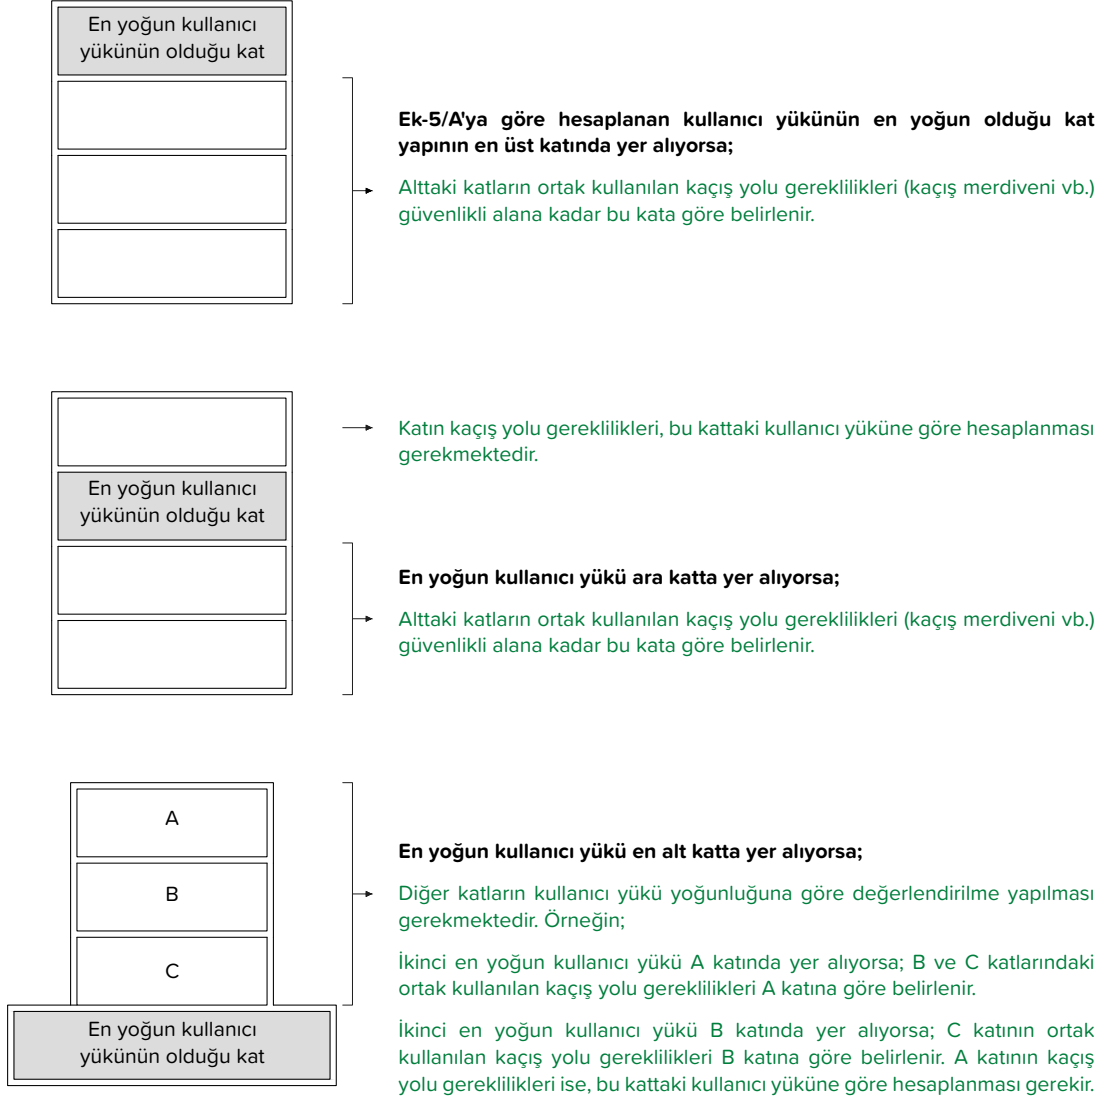 En yoğun kullanıcı
yükünün olduğu kat
Ek-5/A'ya göre hesaplanan kullanıcı yükünün en yoğun olduğu kat
yapının en üst katında yer alıyorsa;
Alttaki katların ortak kullanılan kaçış yolu gereklilikleri (kaçış merdiveni vb.)
güvenlikli alana kadar bu kata göre belirlenir.
Katın kaçış yolu gereklilikleri, bu kattaki kullanıcı yüküne göre hesaplanması
gerekmektedir.
En yoğun kullanıcı
yükünün olduğu kat
En yoğun kullanıcı yükü ara katta yer alıyorsa;
Alttaki katların ortak kullanılan kaçış yolu gereklilikleri (kaçış merdiveni vb.)
güvenlikli alana kadar bu kata göre belirlenir.
A
B
C
En yoğun kullanıcı
yükünün olduğu kat
En yoğun kullanıcı yükü en alt katta yer alıyorsa;
Diğer katların kullanıcı yükü yoğunluğuna göre değerlendirilme yapılması
gerekmektedir. Örneğin;
İkinci en yoğun kullanıcı yükü A katında yer alıyorsa; B ve C katlarındaki
ortak kullanılan kaçış yolu gereklilikleri A katına göre belirlenir.
İkinci en yoğun kullanıcı yükü B katında yer alıyorsa; C katının ortak
kullanılan kaçış yolu gereklilikleri B katına göre belirlenir. A katının kaçış
yolu gereklilikleri ise, bu kattaki kullanıcı yüküne göre hesaplanması gerekir.